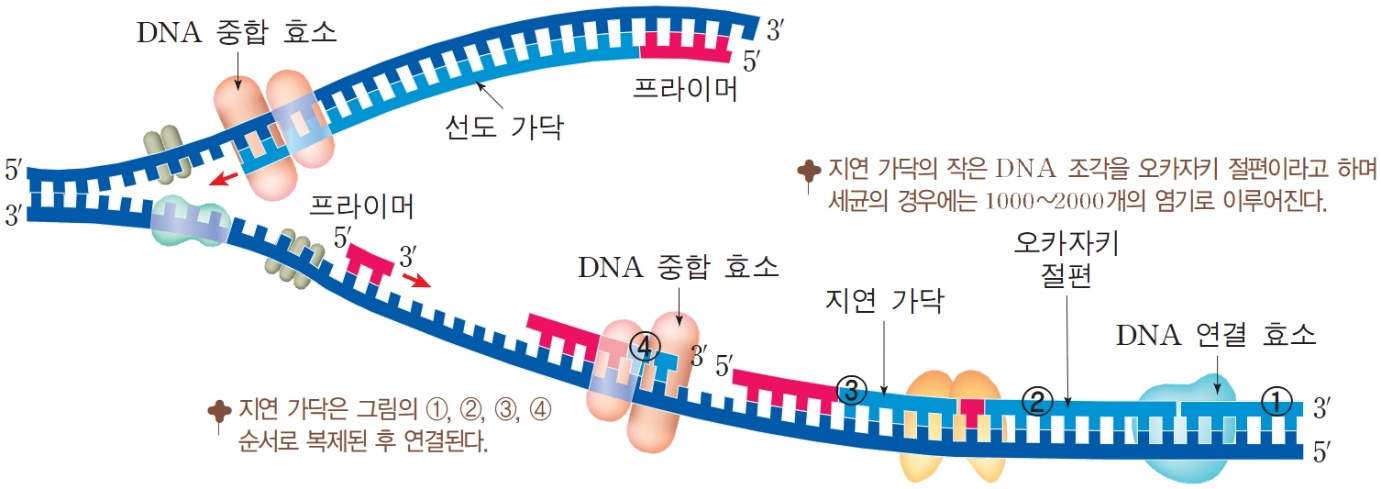 DNA 중합 효소
3′
5′
프라이머
선도 가닥
5′
3′
지연 가닥의 작은 DNA 조각을 오카자키 절편이라고 하며
세균의 경우에는 1000~2000개의 염기로 이루어진다.
프라이머
5′
3′
DNA 중합 효소
오카자키
절편
지연 가닥
DNA 연결 효소
④
3′
5′
③
②
①
3′
5′
지연 가닥은 그림의 ①, ②, ③, ④
순서로 복제된 후 연결된다.